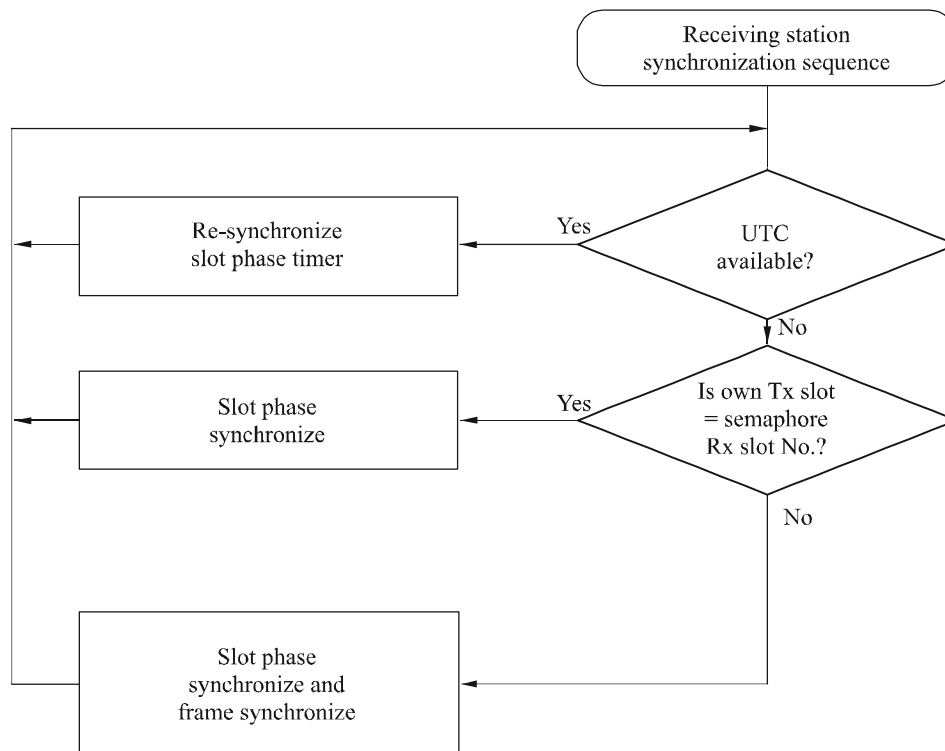 Receiving station
synchronization sequence
Re-synchronize
slot phase timer
Yes
UTC
available?
No
Slot phase
synchronize
Yes
Is own Tx slot
= semaphore
Rx slot No.?
No
Slot phase
synchronize and
frame synchronize